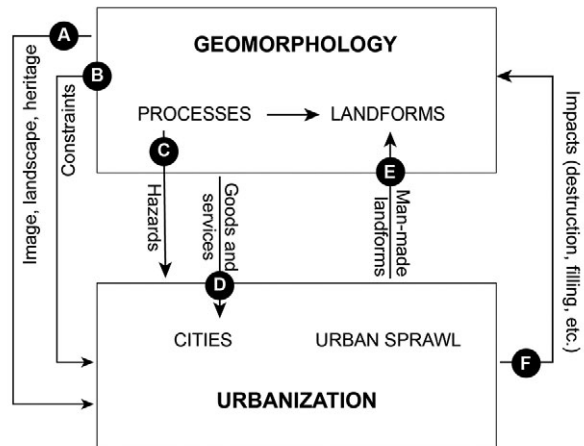 A
GEOMORPHOLOGY
B
Image, landscape, heritage
Constraints
PROCESSES
LANDFORMS
C
E
Hazards
Goods and
services
Man-made
landforms
Impacts (destruction, filling, etc.)
D
CITIES
URBAN SPRAWL
F
URBANIZATION